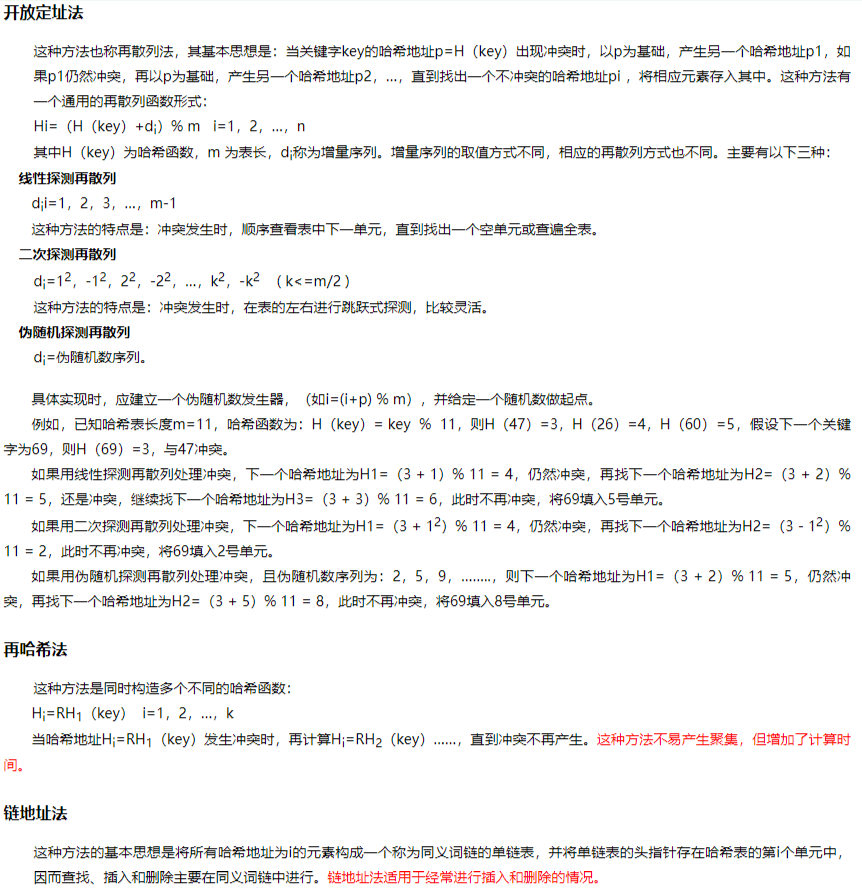 开放定址法
这种方法也称再散列法，其基本思想是：当关键字key的哈希地址p=H（key）出现冲突时，以p为基础，产生另一个哈希地址p1，如
果p1仍然冲突，再以p为基础，产生另一个哈希地址p2，…，直到找出一个不冲突的哈希地址pi ，将相应元素存入其中。这种方法有
一个通用的再散列函数形式：
Hi=（H（key）+dᵢ）% m   i=1，2，…，n
其中H（key）为哈希函数，m 为表长，dᵢ称为增量序列。增量序列的取值方式不同，相应的再散列方式也不同。主要有以下三种：
线性探测再散列
dᵢi=1，2，3，…，m-1
这种方法的特点是：冲突发生时，顺序查看表中下一单元，直到找出一个空单元或查遍全表。
二次探测再散列
dᵢ=1²，-1²，2²，-2²，…，k²，-k²   ( k<=m/2 )
这种方法的特点是：冲突发生时，在表的左右进行跳跃式探测，比较灵活。
伪随机探测再散列
dᵢ=伪随机数序列。
具体实现时，应建立一个伪随机数发生器，（如i=(i+p) % m），并给定一个随机数做起点。
例如，已知哈希表长度m=11，哈希函数为：H（key）= key  %  11，则H（47）=3，H（26）=4，H（60）=5，假设下一个关键
字为69，则H（69）=3，与47冲突。
如果用线性探测再散列处理冲突，下一个哈希地址为H1=（3 + 1）% 11 = 4，仍然冲突，再找下一个哈希地址为H2=（3 + 2）%
11 = 5，还是冲突，继续找下一个哈希地址为H3=（3 + 3）% 11 = 6，此时不再冲突，将69填入5号单元。
如果用二次探测再散列处理冲突，下一个哈希地址为H1=（3 + 1²）% 11 = 4，仍然冲突，再找下一个哈希地址为H2=（3 - 1²）%
11 = 2，此时不再冲突，将69填入2号单元。
如果用伪随机探测再散列处理冲突，且伪随机数序列为：2，5，9，……..，则下一个哈希地址为H1=（3 + 2）% 11 = 5，仍然冲
突，再找下一个哈希地址为H2=（3 + 5）% 11 = 8，此时不再冲突，将69填入8号单元。
再哈希法
这种方法是同时构造多个不同的哈希函数：
Hᵢ=RH₁（key）  i=1，2，…，k
当哈希地址Hᵢ=RH₁（key）发生冲突时，再计算Hᵢ=RH₂（key）……，直到冲突不再产生。这种方法不易产生聚集，但增加了计算时
间。
链地址法
这种方法的基本思想是将所有哈希地址为i的元素构成一个称为同义词链的单链表，并将单链表的头指针存在哈希表的第i个单元中，
因而查找、插入和删除主要在同义词链中进行。链地址法适用于经常进行插入和删除的情况。